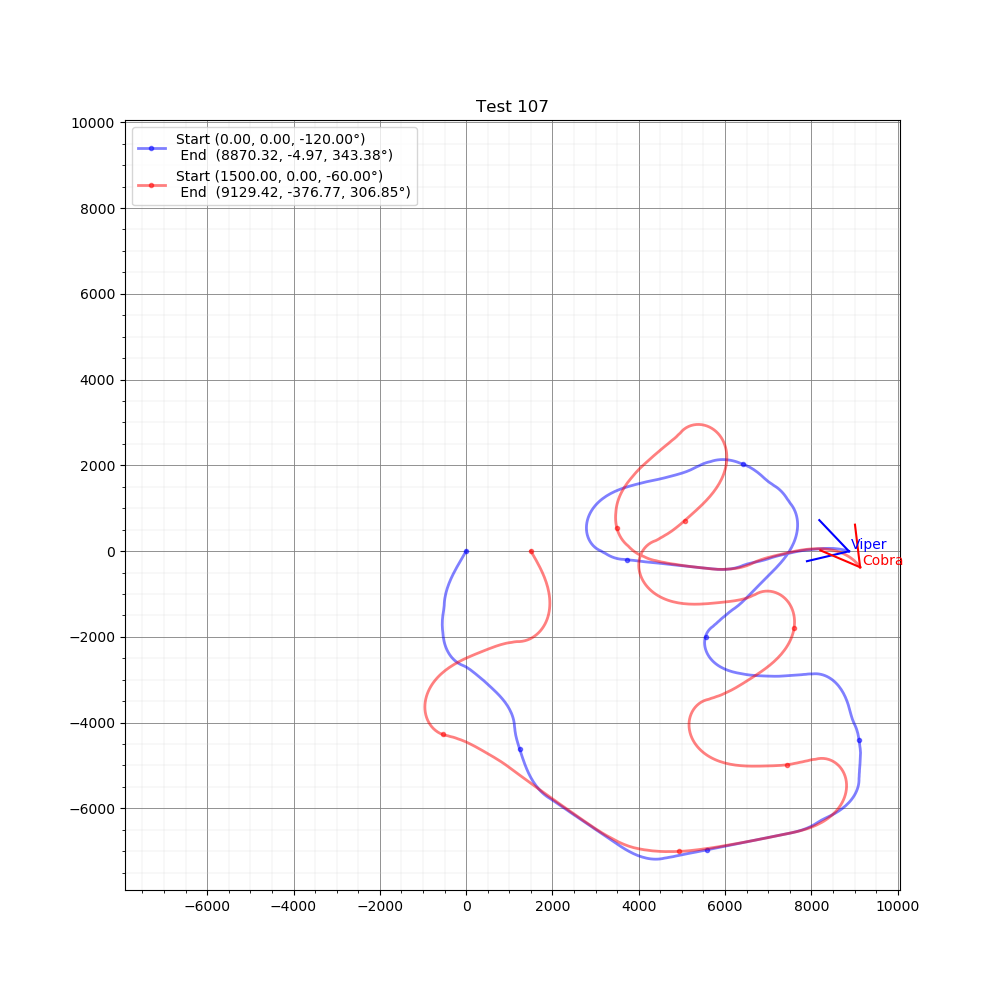 Test 107
Start (0.00, 0.00, -120.00°)
End (8870.32, -4.97, 343.38°)
Start (1500.00, 0.00, -60.00°)
End (9129.42, -376.77, 306.85°)
10000
8000
6000
4000
2000
0
−2000
−4000
−6000
Viper
Cobra
−6000 −4000 −2000 0 2000 4000 6000 8000 10000